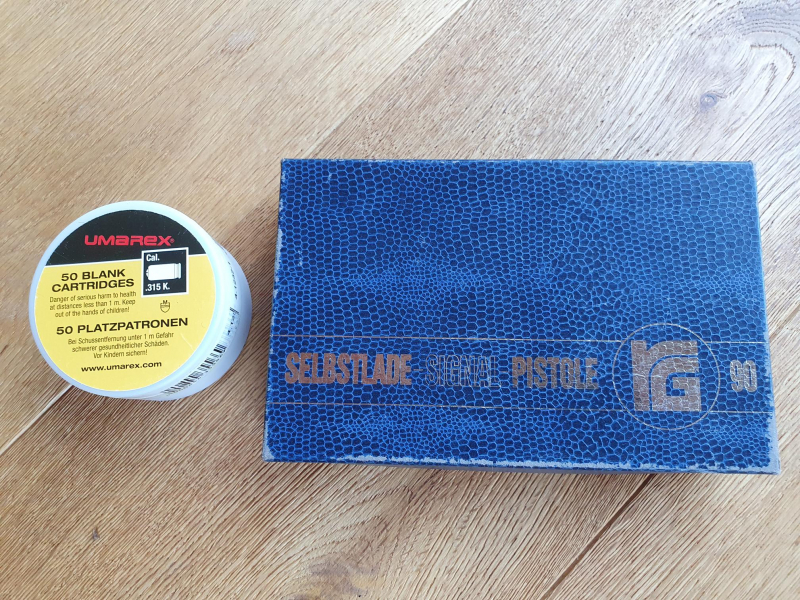 UMAREX
50 BLANK
CARTRIDGES
Cal.
.315 K.
Danger of serious harm to health
at distances less than 1 m. Keep
out of the hands of children!
50 PLATZPATRONEN
Bei Schussentfernung unter 1 m Gefahr
schwerer gesundheitlicher Schäden.
Vor Kindern sichern!
www.umarex.com
SELBSTLADE SIGNAL PISTOLE RG 90